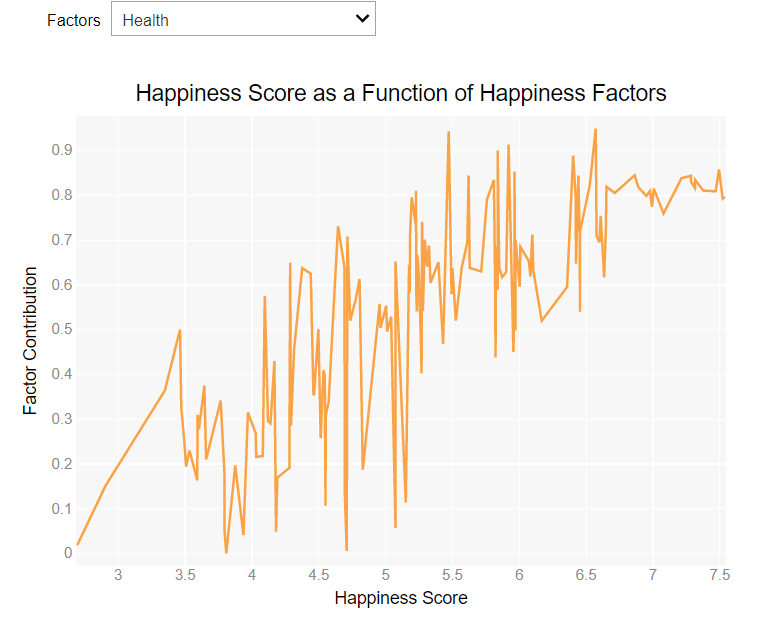 Factors Health
Happiness Score as a Function of Happiness Factors
0.9
0.8
0.7
0.6
0.5
0.4
0.3
0.2
0.1
0
Factor Contribution
3 3.5 4 4.5 5 5.5 6 6.5 7 7.5
Happiness Score